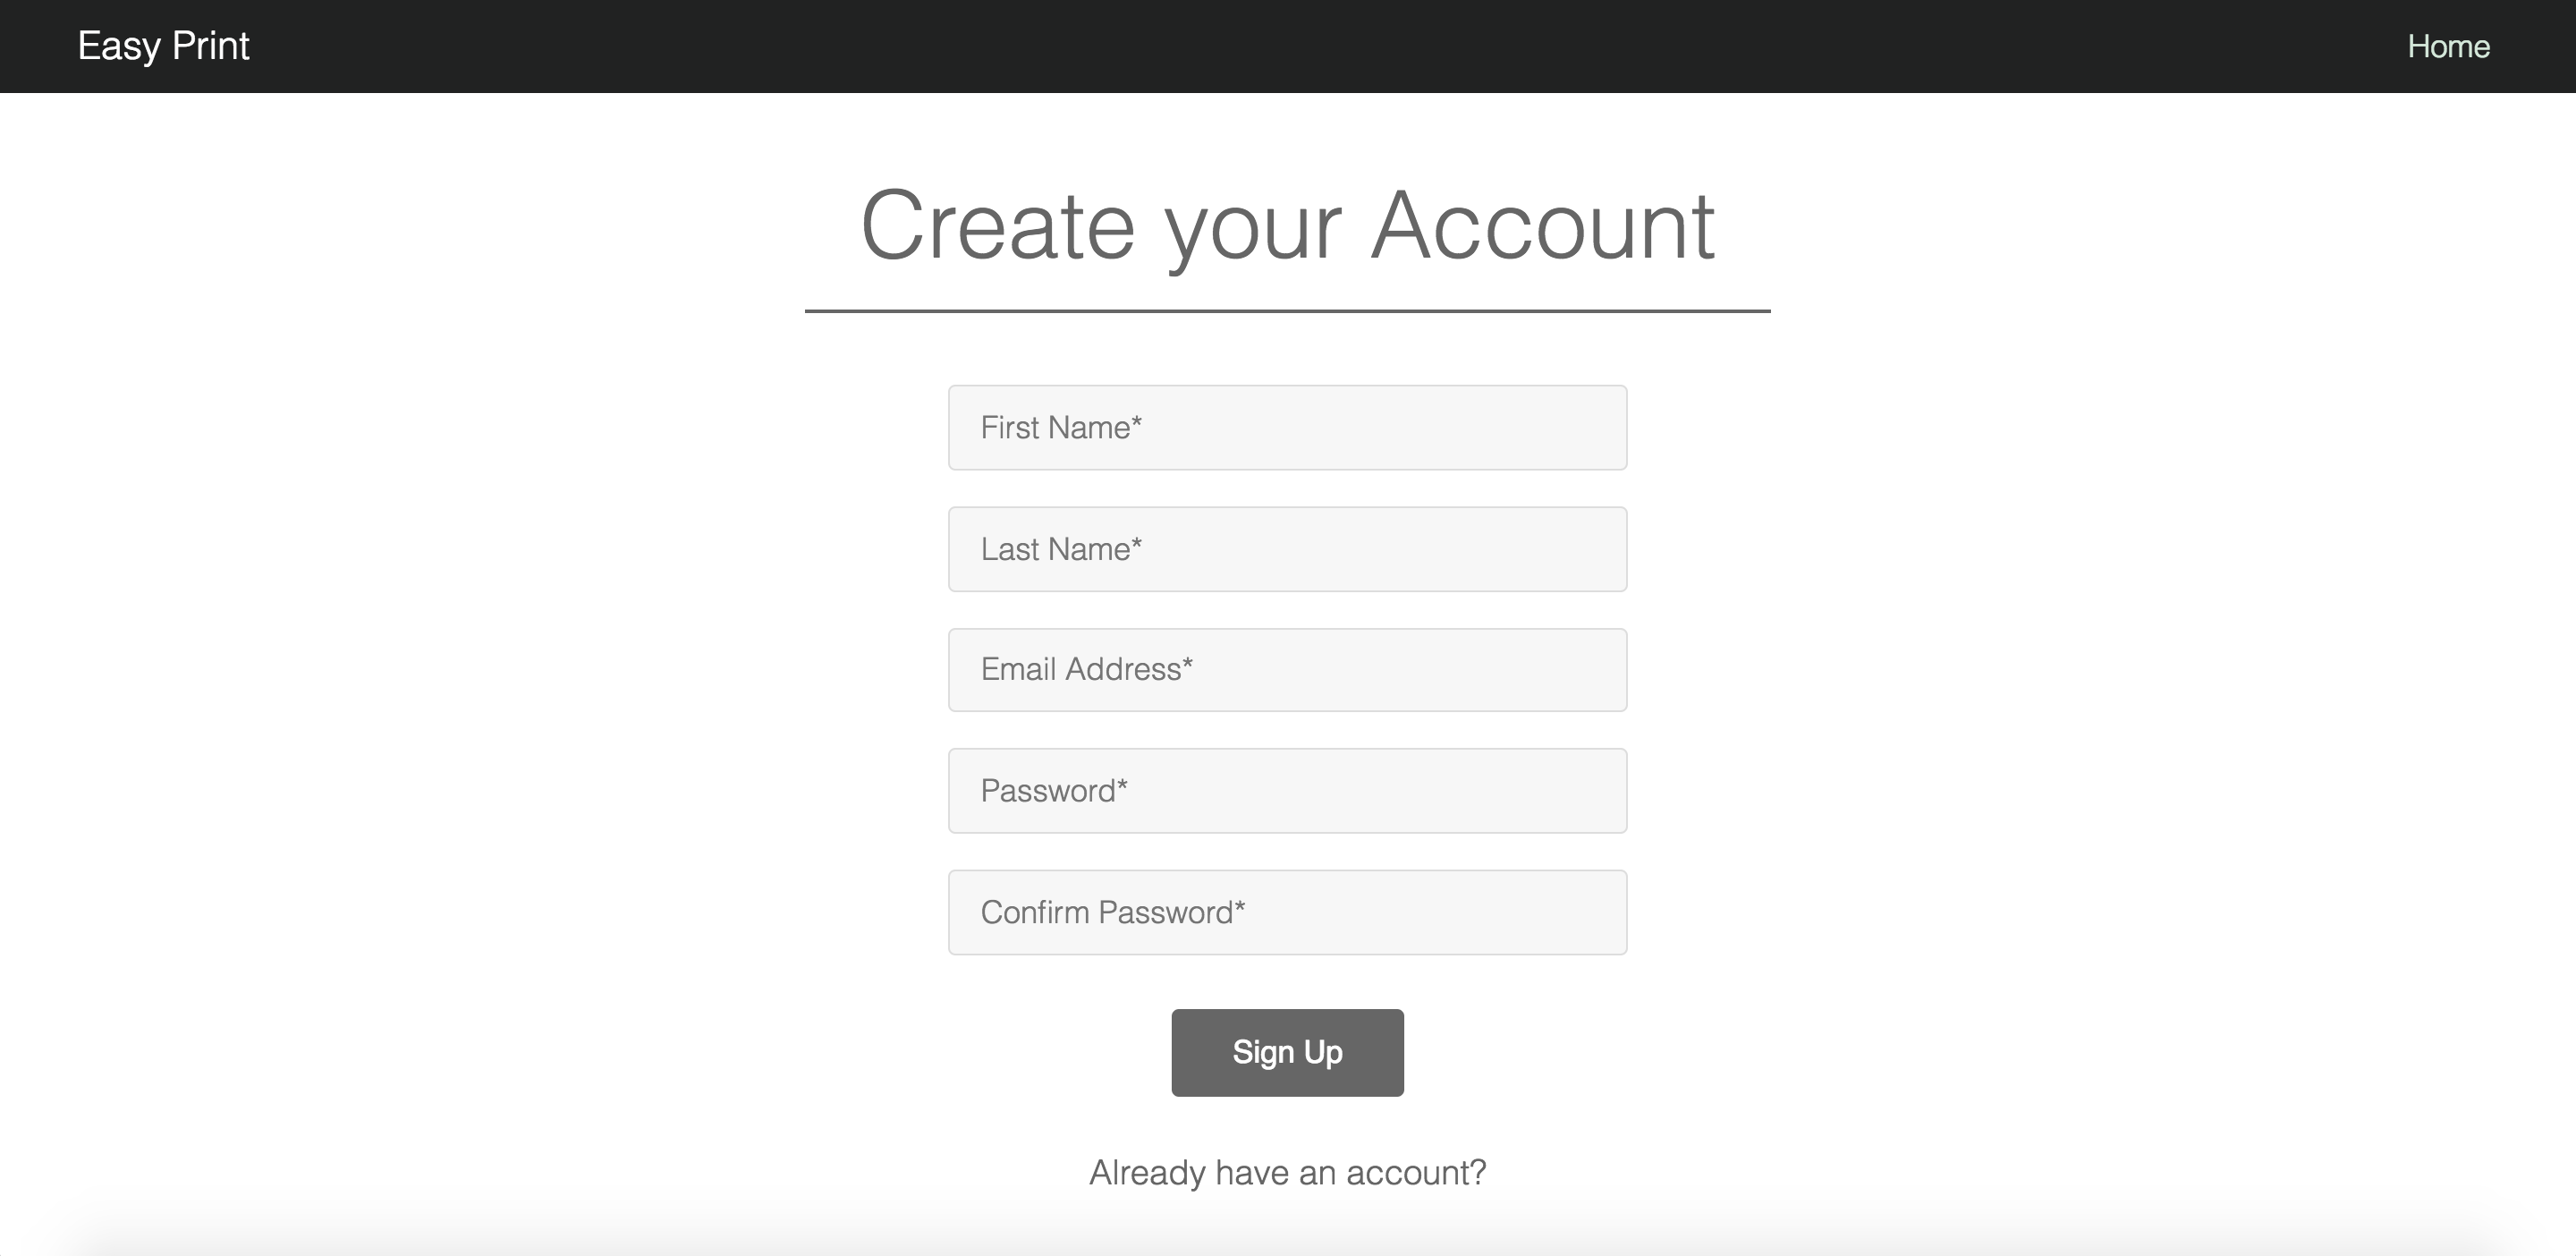 Easy Print
Home
Create your Account
First Name*
Last Name*
Email Address*
Password*
Confirm Password*
Sign Up
Already have an account?